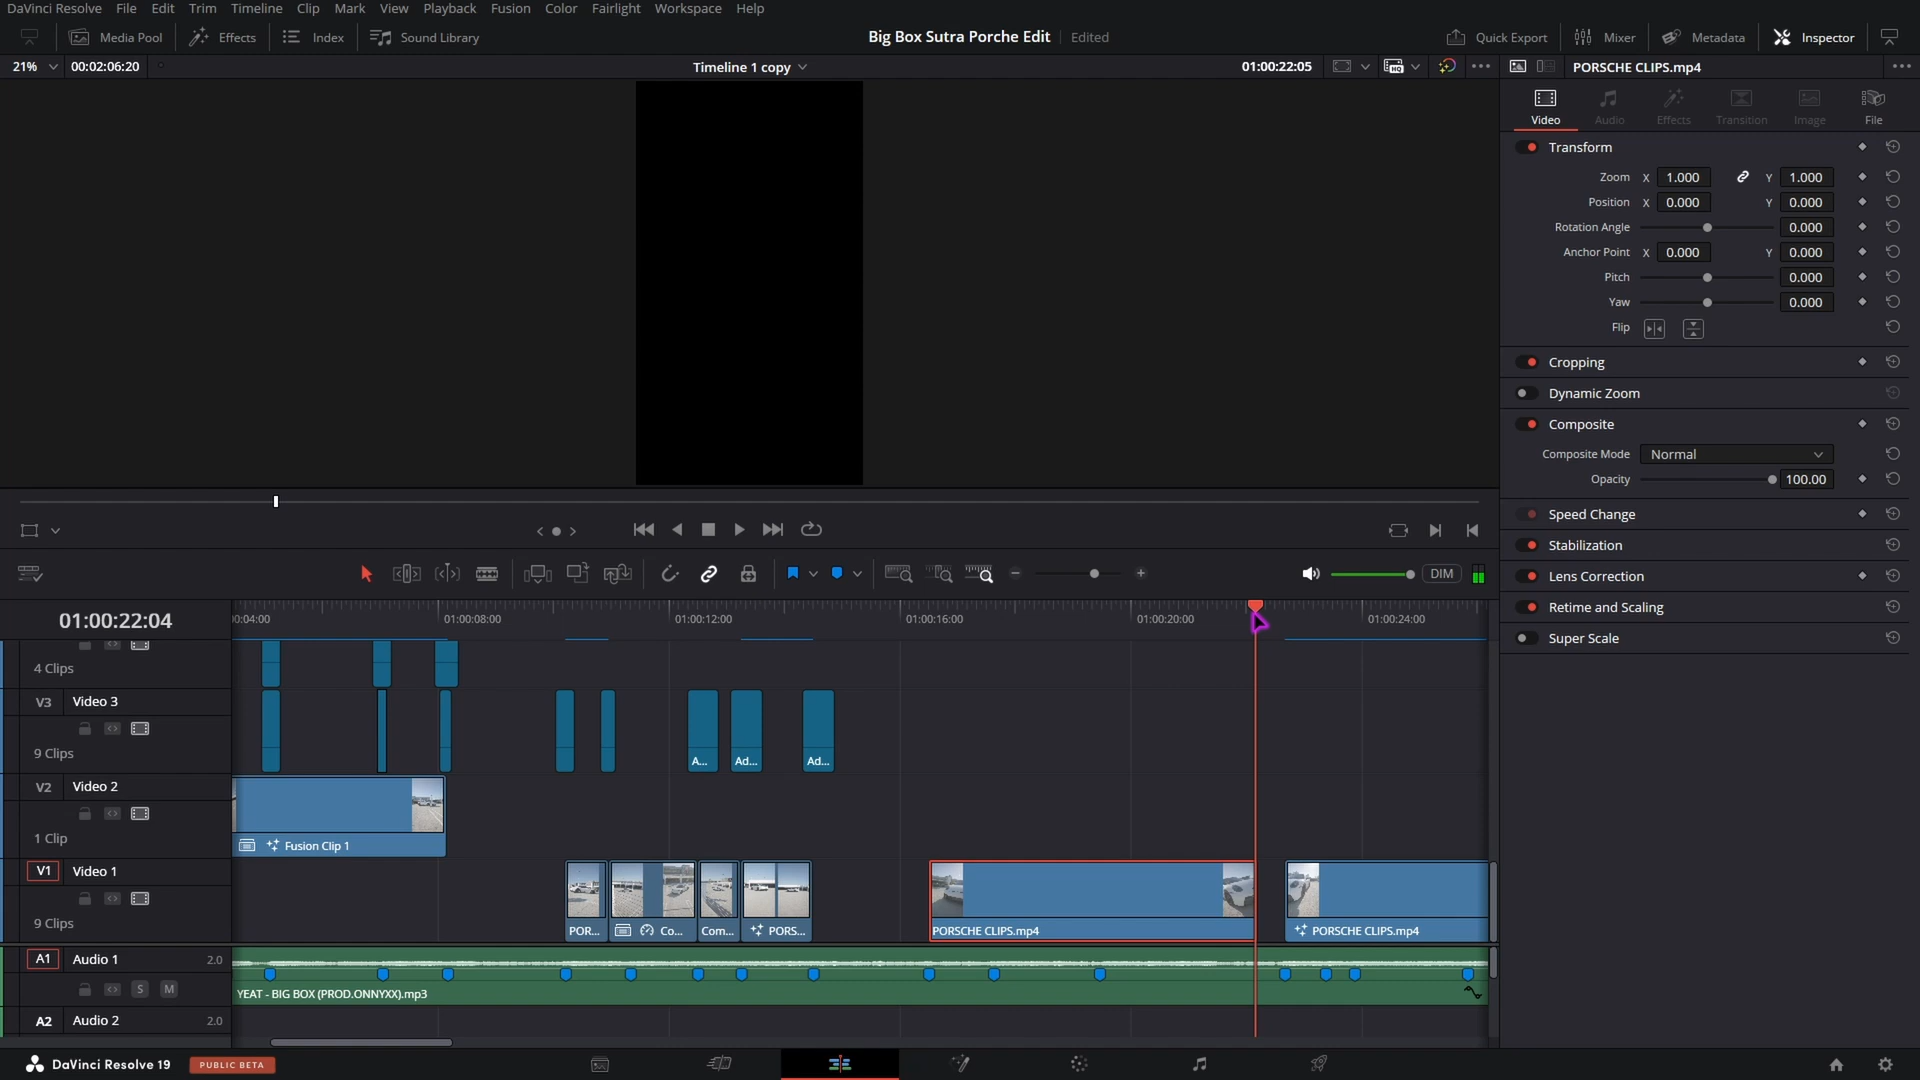 DaVinci Resolve File Edit Trim Timeline Clip Mark View Playback Fusion Color Fairlight Workspace Help
Media Pool Effects Index Sound Library Big Box Sutra Porche Edit Edited Quick Export Mixer Metadata Inspector
21% 00:02:06:20 Timeline 1 copy 01:00:22:05 PORSCHE CLIPS.mp4
Video Audio Effects Transition Image File
Transform
Zoom X 1.000 Y 1.000
Position X 0.000 Y 0.000
Rotation Angle 0.000
Anchor Point X 0.000 Y 0.000
Pitch 0.000
Yaw 0.000
Flip
Cropping
Dynamic Zoom
Composite
Composite Mode Normal
Opacity 100.00
Speed Change
Stabilization
Lens Correction
Retime and Scaling
Super Scale
DIM
01:00:22:04
0:04:00 01:00:08:00 01:00:12:00 01:00:16:00 01:00:20:00 01:00:24:00
4 Clips
V3 Video 3
9 Clips
A... Ad... Ad...
V2 Video 2
1 Clip
Fusion Clip 1
V1 Video 1
9 Clips
POR... Co... Com... PORS... PORSCHE CLIPS.mp4 PORSCHE CLIPS.mp4
A1 Audio 1 2.0
S M
YEAT - BIG BOX (PROD.ONNYXX).mp3
A2 Audio 2 2.0
DaVinci Resolve 19 PUBLIC BETA